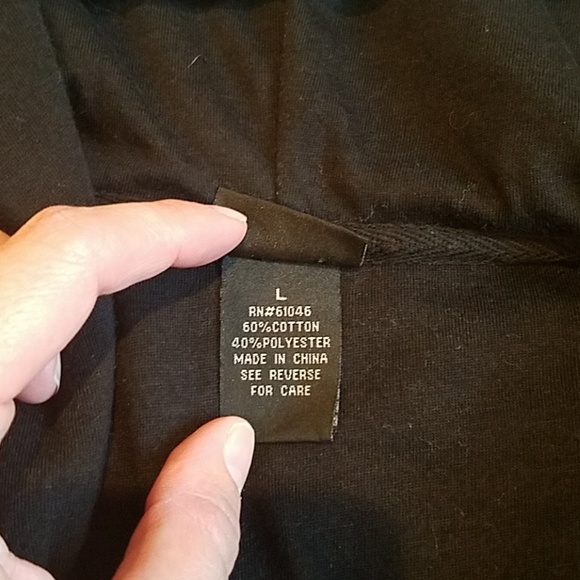 L
RN#61046
60%COTTON
40%POLYESTER
MADE IN CHINA
SEE REVERSE
FOR CARE